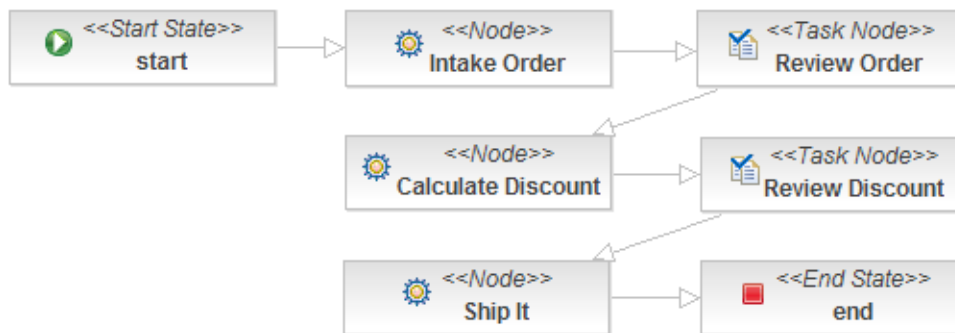 <<Start State>>
start
<<Node>>
Intake Order
<<Task Node>>
Review Order
<<Node>>
Calculate Discount
<<Task Node>>
Review Discount
<<Node>>
Ship It
<<End State>>
end